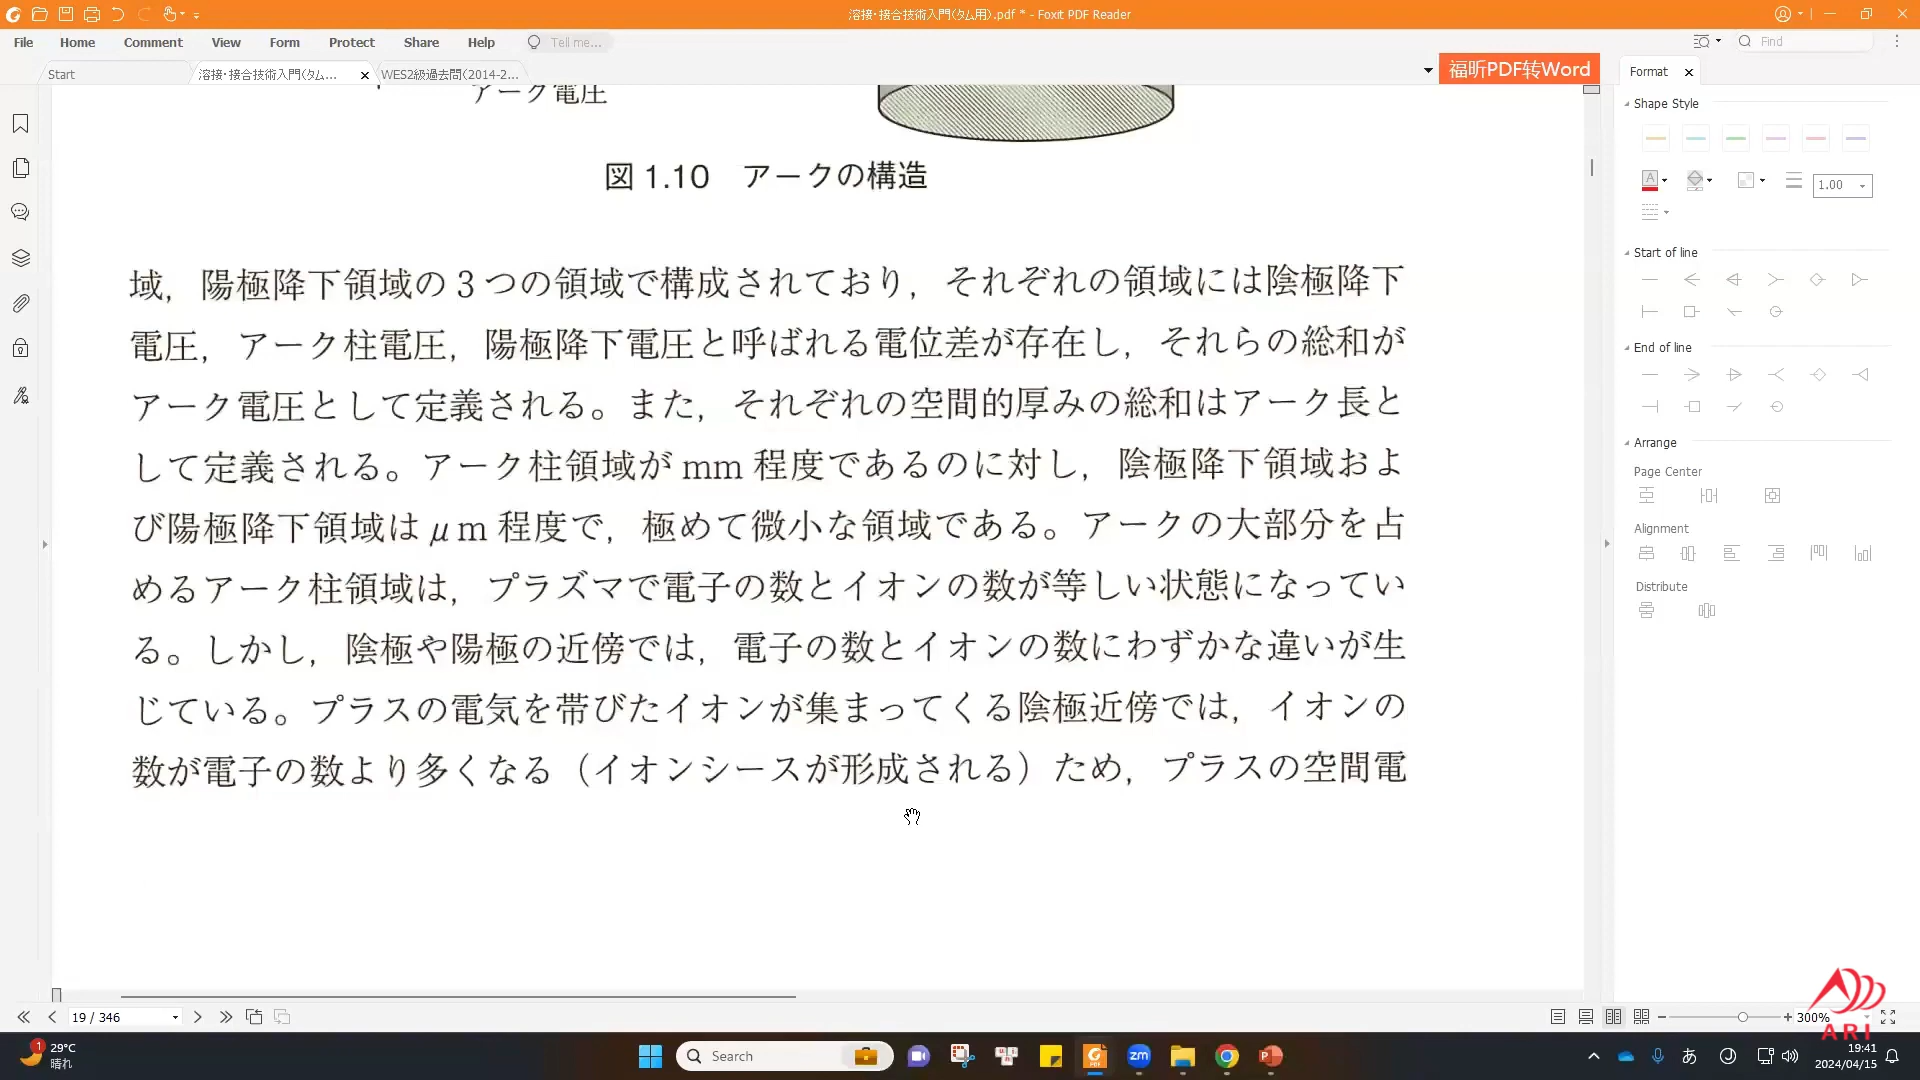 溶接・接合技術入門(タム用).pdf * - Foxit PDF Reader
File Home Comment View Form Protect Share Help Tell me... Find
Start 溶接・接合技術入門(タム... WES2級過去問(2014-2... 福昕PDF转Word Format
アーク電圧
図 1.10 アークの構造
域，陽極降下領域の３つの領域で構成されており，それぞれの領域には陰極降下
電圧，アーク柱電圧，陽極降下電圧と呼ばれる電位差が存在し，それらの総和が
アーク電圧として定義される。また，それぞれの空間的厚みの総和はアーク長と
して定義される。アーク柱領域が mm 程度であるのに対し，陰極降下領域およ
び陽極降下領域は μm 程度で，極めて微小な領域である。アークの大部分を占
めるアーク柱領域は，プラズマで電子の数とイオンの数が等しい状態になってい
る。しかし，陰極や陽極の近傍では，電子の数とイオンの数にわずかな違いが生
じている。プラスの電気を帯びたイオンが集まってくる陰極近傍では，イオンの
数が電子の数より多くなる（イオンシースが形成される）ため，プラスの空間電
Shape Style
1.00
Start of line
End of line
Arrange
Page Center
Alignment
Distribute
19 / 346
300%
ARI
1
29°C
晴れ
Search
あ
19:41
2024/04/15